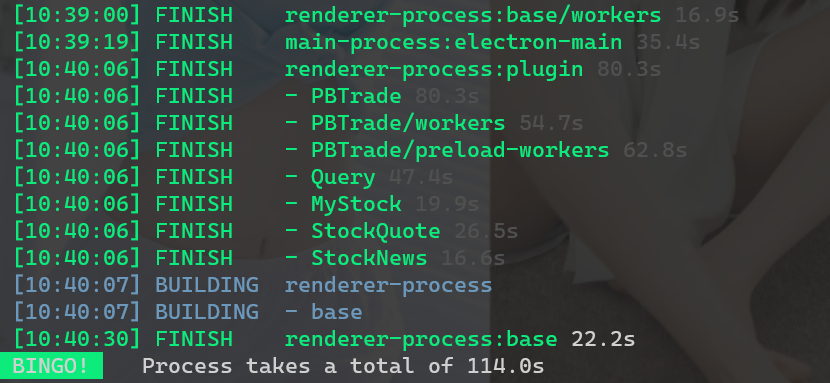 [10:39:00] FINISH renderer-process:base/workers 16.9s
[10:39:19] FINISH main-process:electron-main 35.4s
[10:40:06] FINISH renderer-process:plugin 80.3s
[10:40:06] FINISH - PBTrade 80.3s
[10:40:06] FINISH - PBTrade/workers 54.7s
[10:40:06] FINISH - PBTrade/preload-workers 62.8s
[10:40:06] FINISH - Query 47.4s
[10:40:06] FINISH - MyStock 19.9s
[10:40:06] FINISH - StockQuote 26.5s
[10:40:06] FINISH - StockNews 16.6s
[10:40:07] BUILDING renderer-process
[10:40:07] BUILDING - base
[10:40:30] FINISH renderer-process:base 22.2s
BINGO! Process takes a total of 114.0s